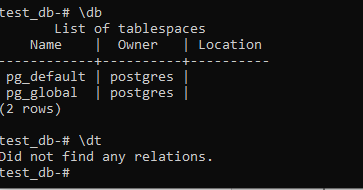 test_db-# \db
List of tablespaces
Name | Owner | Location
------------+----------+----------
pg_default | postgres |
pg_global | postgres |
(2 rows)
test_db-# \dt
Did not find any relations.
test_db-#